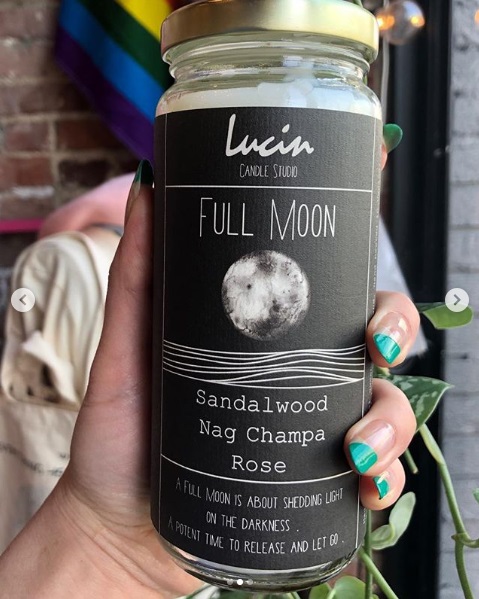 Lucin
CANDLE STUDIO
FULL MOON
Sandalwood
Nag Champa
Rose
A FULL MOON IS ABOUT SHEDDING LIGHT
ON THE DARKNESS .
A POTENT TIME TO RELEASE AND LET GO .